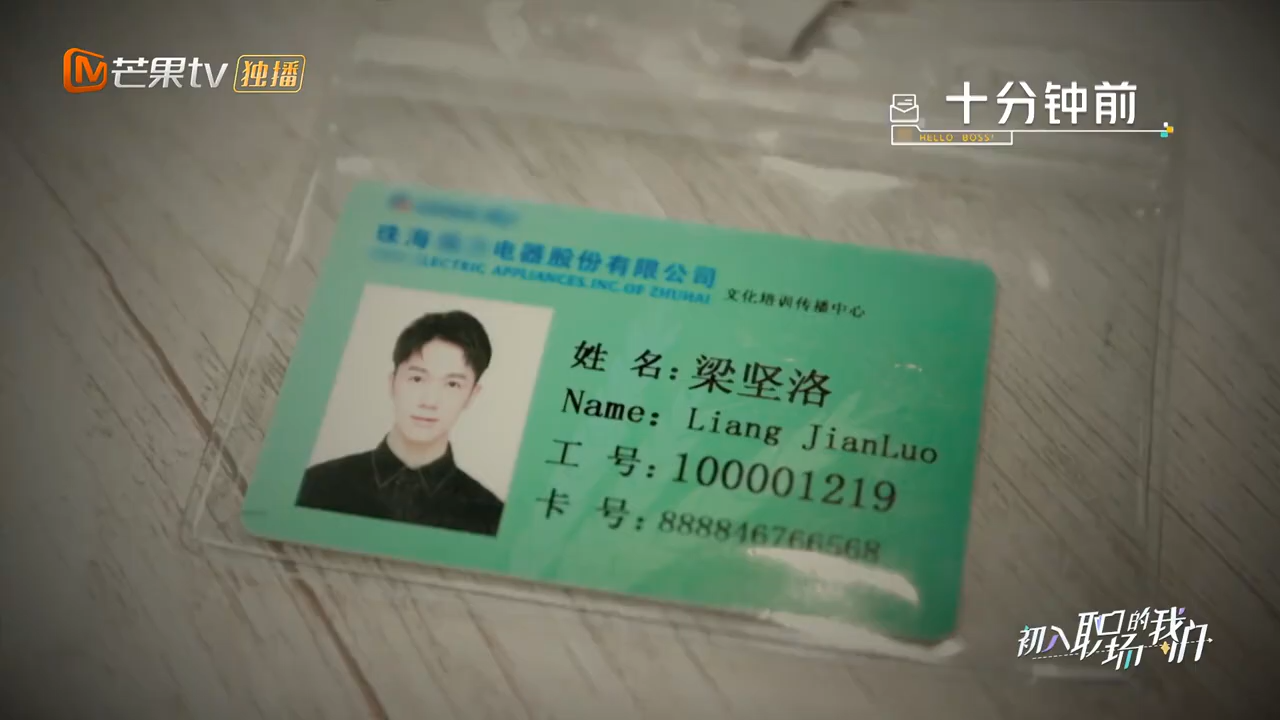 芒果tv 独播
十分钟前
HELLO BOSS!
珠海 电器股份有限公司
ELECTRIC APPLIANCES,INC.OF ZHUHAI 文化培训传播中心
姓 名:梁坚洛
Name: Liang JianLuo
工 号:100001219
卡 号:888846766568
初入职场的我们